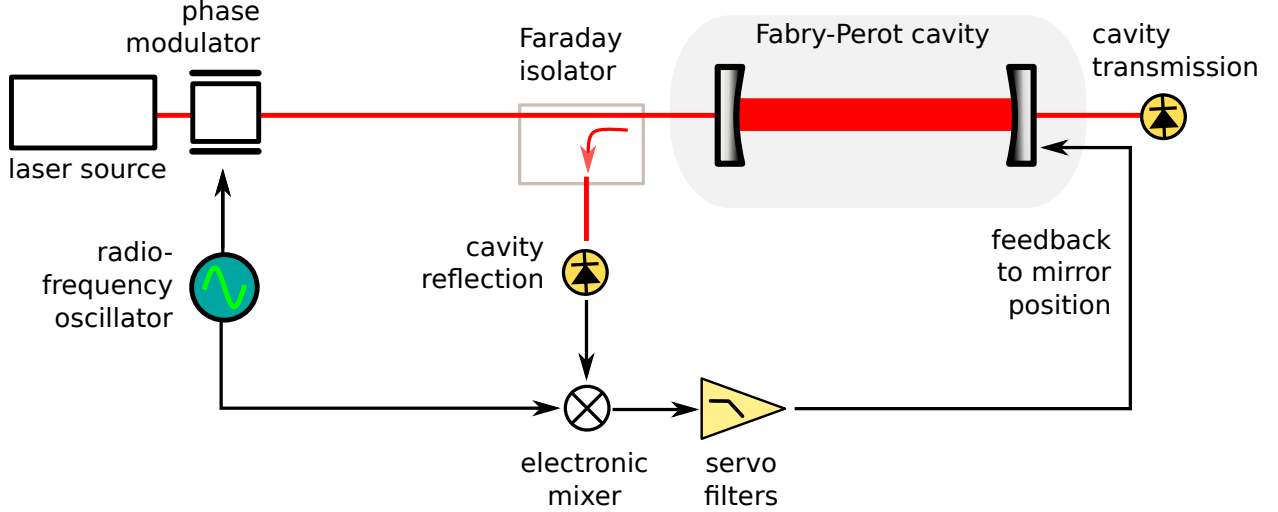 phase
modulator
Faraday
isolator
Fabry-Perot cavity
cavity
transmission
laser source
radio-
frequency
oscillator
cavity
reflection
feedback
to mirror
position
electronic
mixer
servo
filters